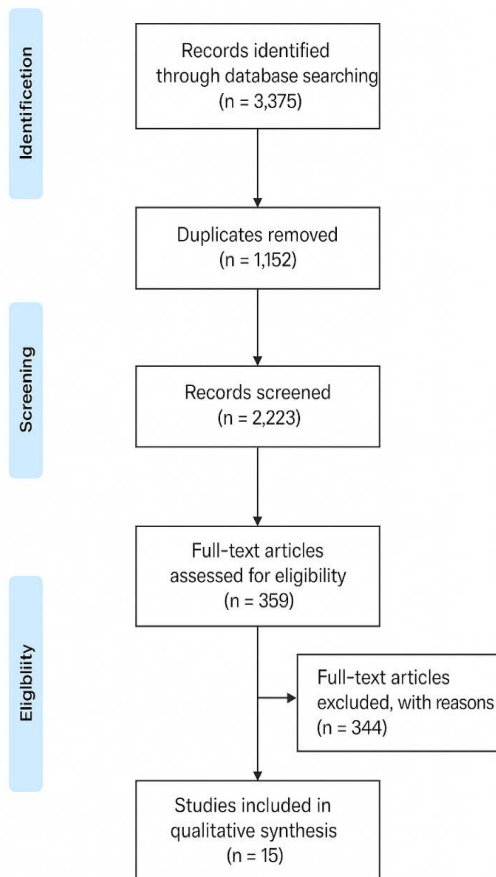 Identificetion
Records identified
through database searching
(n = 3,375)
Duplicates removed
(n = 1,152)
Screening
Records screened
(n = 2,223)
Full-text articles
assessed for eligibility
(n = 359)
Eliglbliity
Full-text articles
excluded, with reasons
(n = 344)
Studies included in
qualitative synthesis
(n = 15)